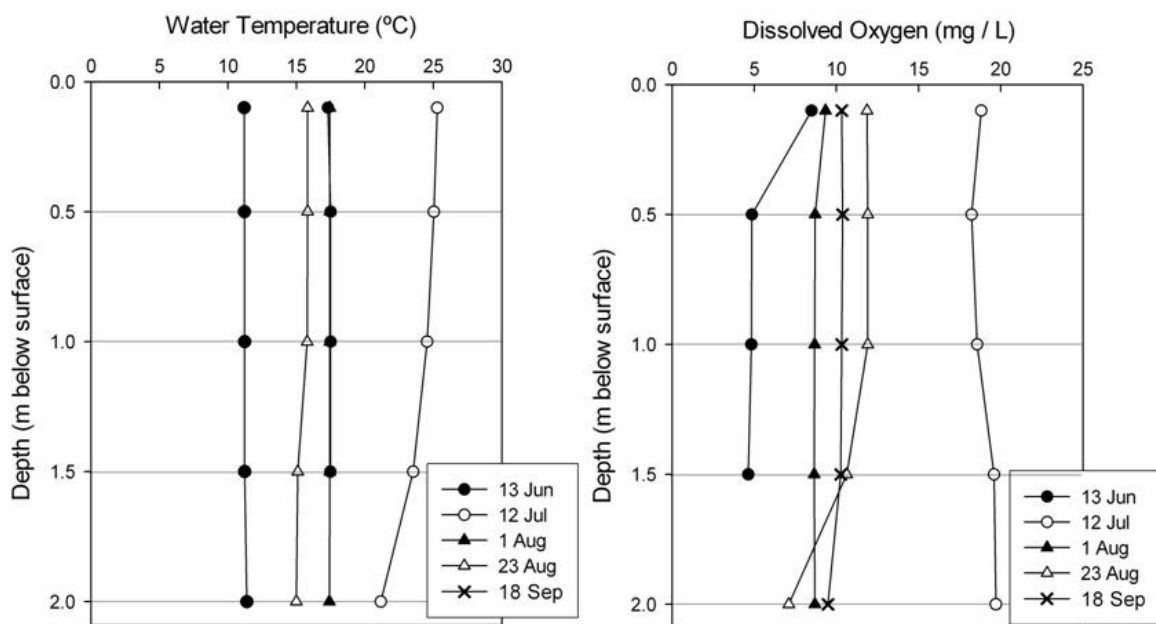 Water Temperature (ºC)
0 5 10 15 20 25 30
0.0
0.5
1.0
1.5
2.0
Depth (m below surface)
13 Jun
12 Jul
1 Aug
23 Aug
18 Sep
Dissolved Oxygen (mg / L)
0 5 10 15 20 25
0.0
0.5
1.0
1.5
2.0
Depth (m below surface)
13 Jun
12 Jul
1 Aug
23 Aug
18 Sep